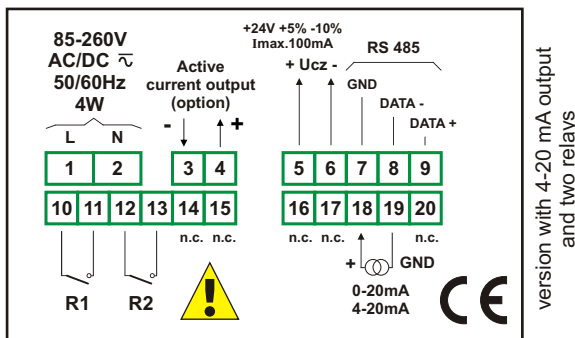 85-260V
AC/DC ⏦
50/60Hz
4W
L N
Active
current output
(option)
- +
+24V +5% -10%
Imax.100mA
+ Ucz -
RS 485
GND
DATA -
DATA +
1 2 3 4 5 6 7 8 9
10 11 12 13 14 15 16 17 18 19 20
n.c. n.c. n.c. n.c. n.c.
R1 R2
+ GND
0-20mA
4-20mA
CE
version with 4-20 mA output
and two relays